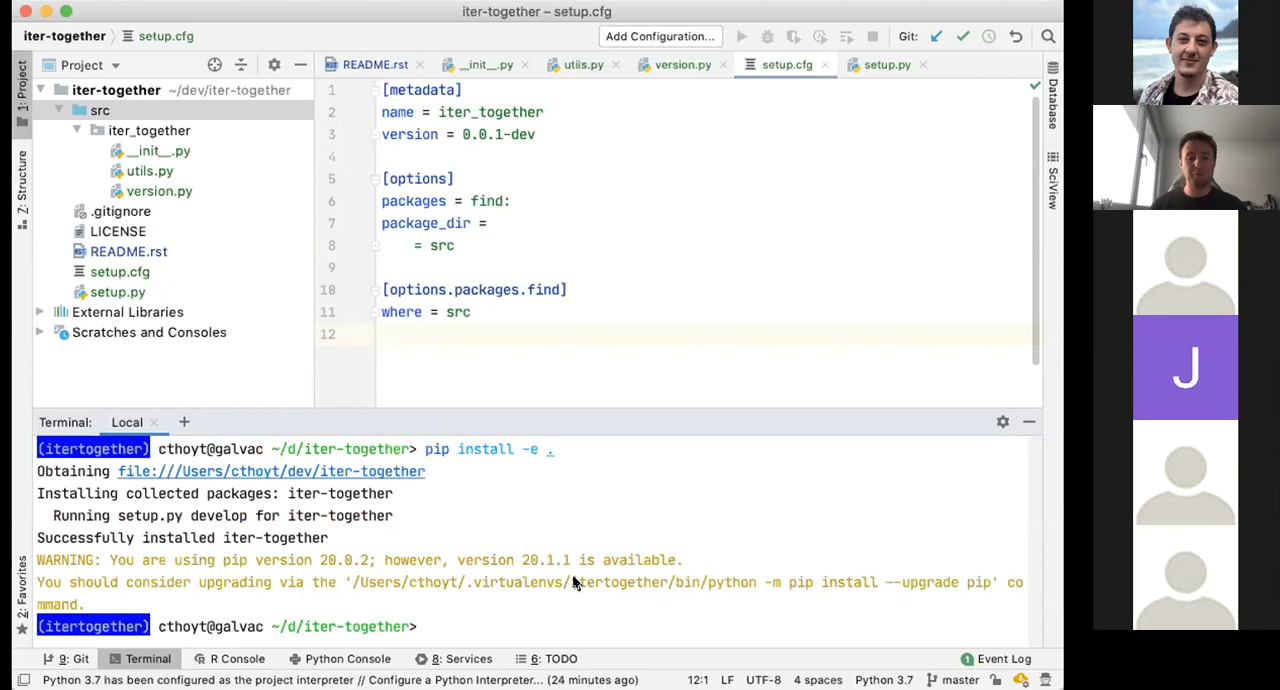 iter-together – setup.cfg
iter-together
setup.cfg
Add Configuration...
Git:
1: Project
Z: Structure
2: Favorites
Project
iter-together ~/dev/iter-together
src
iter_together
__init__.py
utils.py
version.py
.gitignore
LICENSE
README.rst
setup.cfg
setup.py
External Libraries
Scratches and Consoles
README.rst
__init__.py
utils.py
version.py
setup.cfg
setup.py
1 [metadata]
2 name = iter_together
3 version = 0.0.1-dev
4
5 [options]
6 packages = find:
7 package_dir =
8 = src
9
10 [options.packages.find]
11 where = src
12
Database
SciView
Terminal: Local
(itertogether) cthoyt@galvac ~/d/iter-together> pip install -e .
Obtaining file:///Users/cthoyt/dev/iter-together
Installing collected packages: iter-together
Running setup.py develop for iter-together
Successfully installed iter-together
WARNING: You are using pip version 20.0.2; however, version 20.1.1 is available.
You should consider upgrading via the '/Users/cthoyt/.virtualenvs/itertogether/bin/python -m pip install --upgrade pip' co
mmand.
(itertogether) cthoyt@galvac ~/d/iter-together>
9: Git
Terminal
R Console
Python Console
8: Services
6: TODO
1 Event Log
Python 3.7 has been configured as the project interpreter // Configure a Python Interpreter... (24 minutes ago)
12:1
LF
UTF-8
4 spaces
Python 3.7
master
J